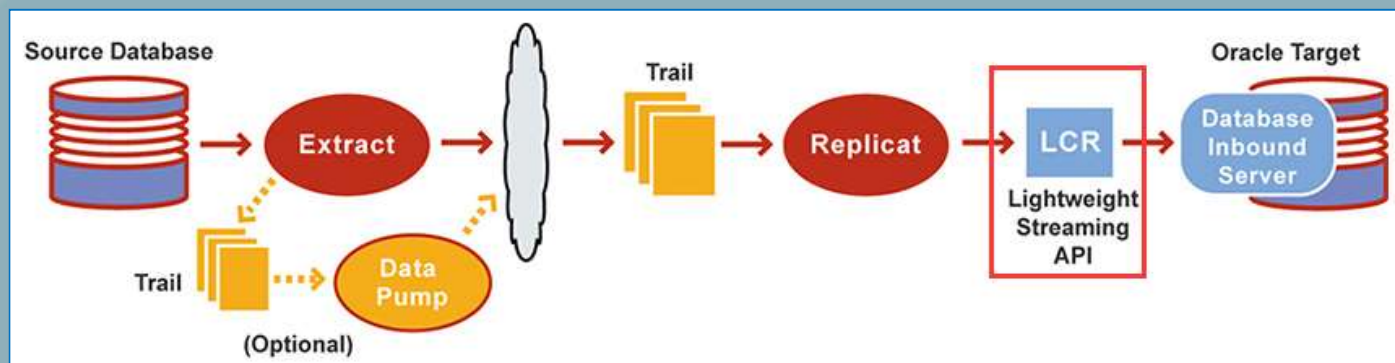 Source Database
Extract
Trail
Data
Pump
(Optional)
Trail
Replicat
LCR
Lightweight
Streaming
API
Oracle Target
Database
Inbound
Server